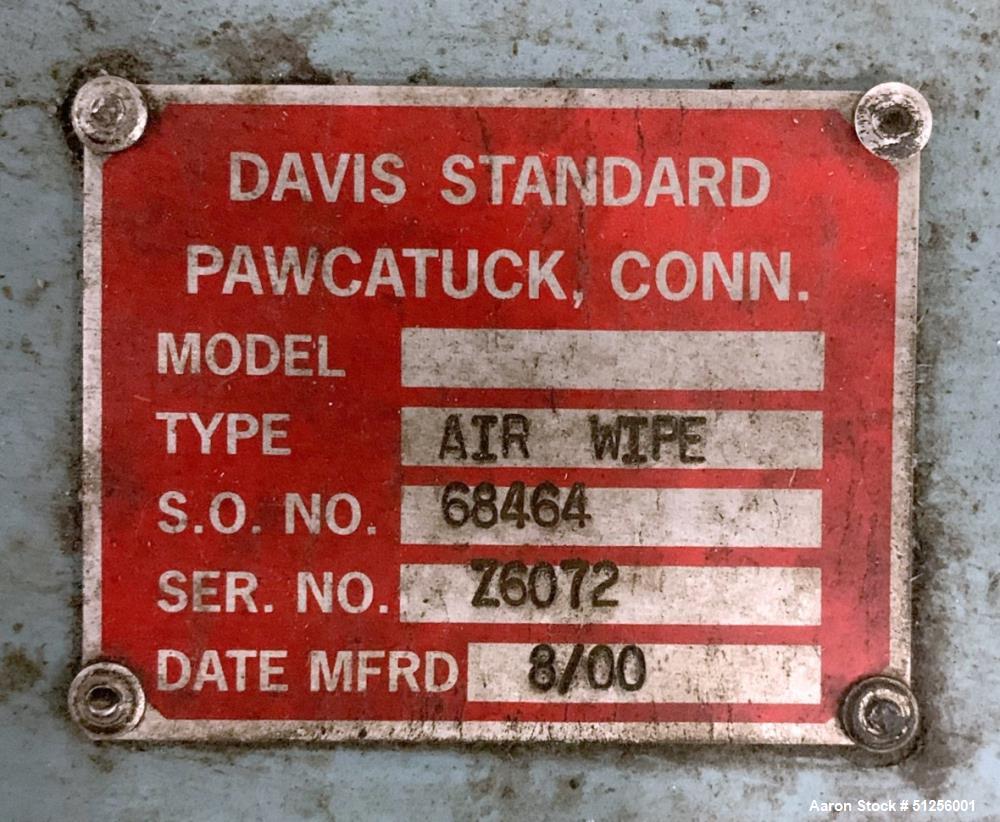 DAVIS STANDARD
PAWCATUCK, CONN.
MODEL
TYPE AIR WIPE
S.O. NO. 68464
SER. NO. Z6072
DATE MFRD 8/00
Aaron Stock # 51256001